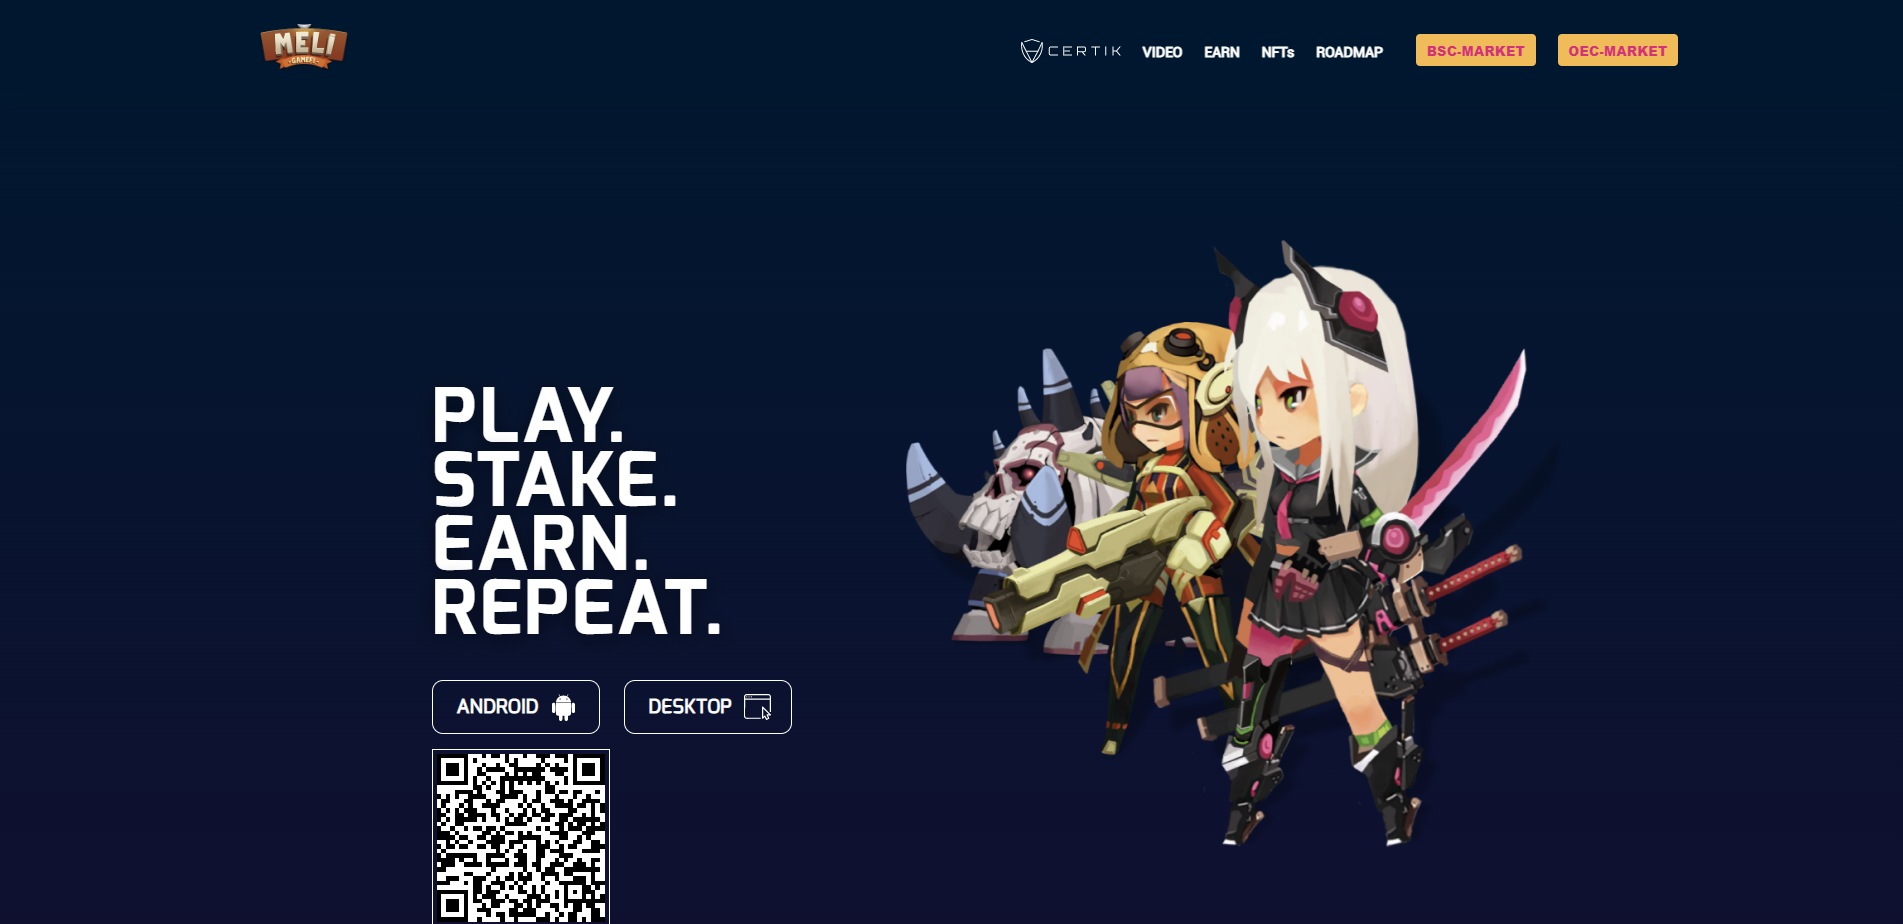 MELI
GAMEFI
CERTIK
VIDEO
EARN
NFTs
ROADMAP
BSC-MARKET
OEC-MARKET
PLAY.
STAKE.
EARN.
REPEAT.
ANDROID
DESKTOP